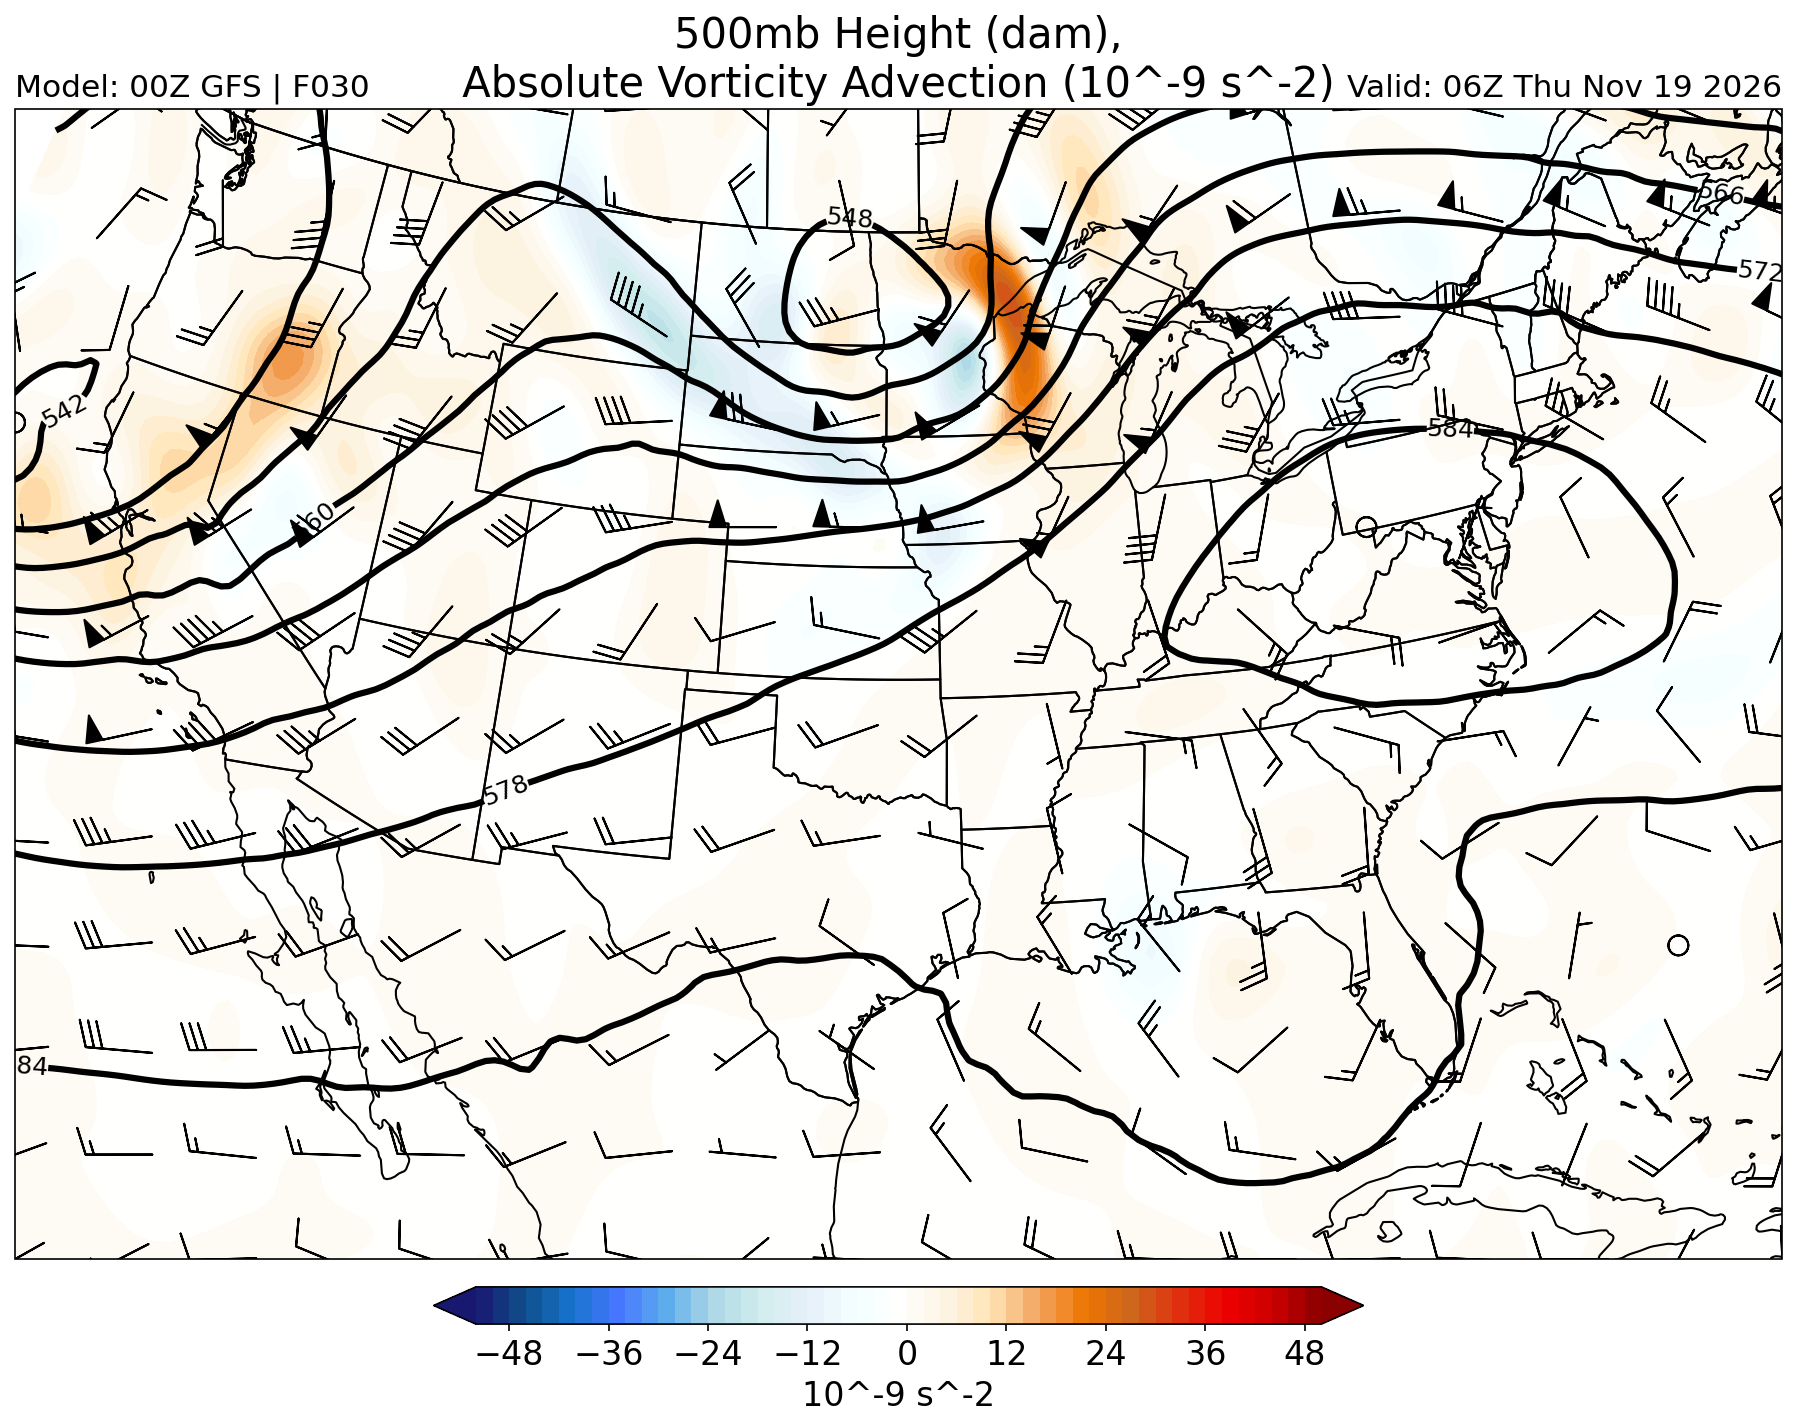 500mb Height (dam),
Model: 00Z GFS | F030
Absolute Vorticity Advection (10^-9 s^-2)
Valid: 06Z Thu Nov 19 2026
548
566
572
542
584
560
578
84
−48 −36 −24 −12 0 12 24 36 48
10^-9 s^-2